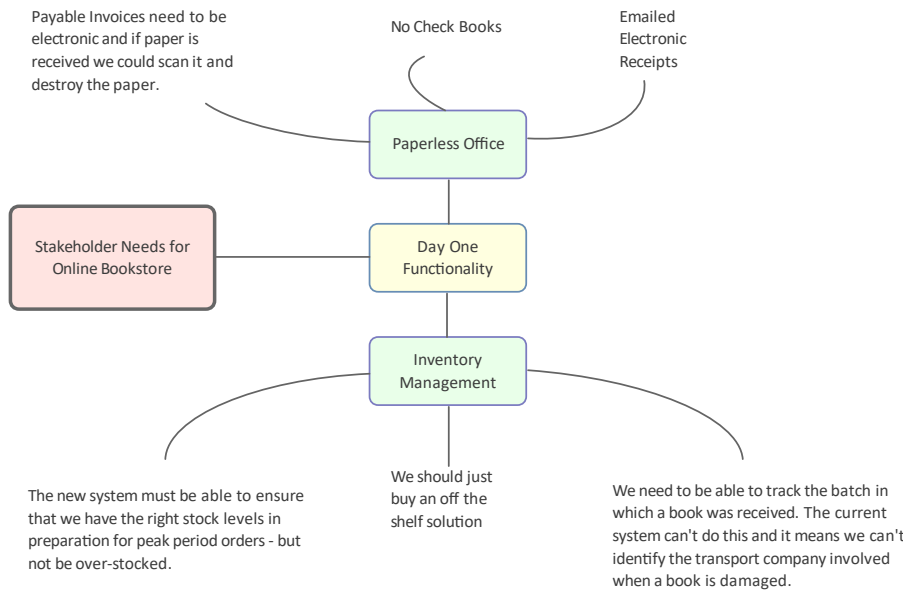 Payable Invoices need to be
electronic and if paper is
received we could scan it and
destroy the paper.
No Check Books
Emailed
Electronic
Receipts
Paperless Office
Stakeholder Needs for
Online Bookstore
Day One
Functionality
Inventory
Management
The new system must be able to ensure
that we have the right stock levels in
preparation for peak period orders - but
not be over-stocked.
We should just
buy an off the
shelf solution
We need to be able to track the batch in
which a book was received. The current
system can't do this and it means we can't
identify the transport company involved
when a book is damaged.